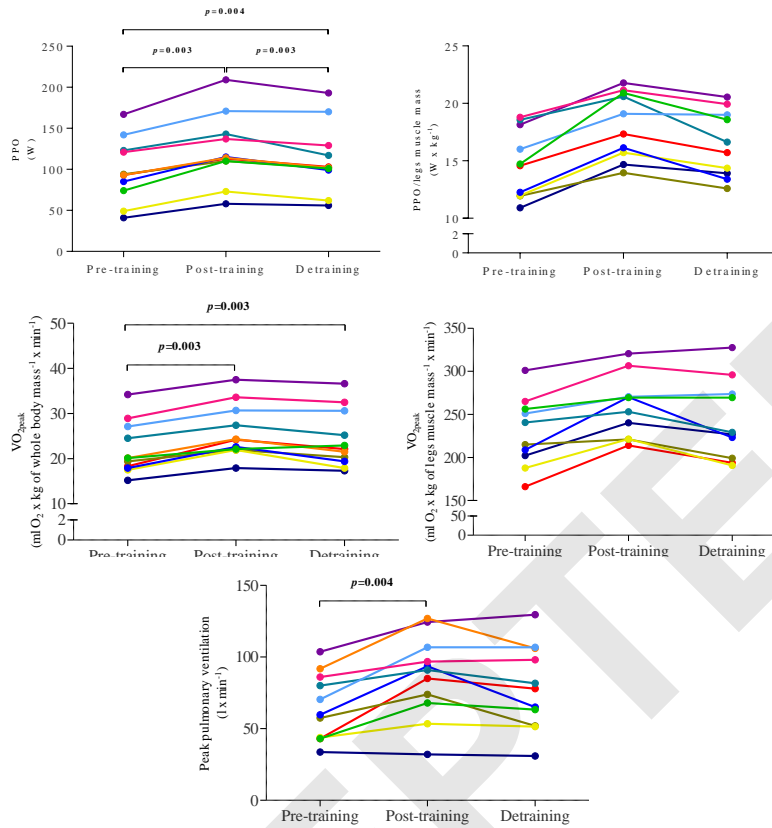 p=0.004
p=0.003 p=0.003
250
200
150
100
50
0
PPO
(W)
Pre-training Post-training Detraining
25
20
15
10
2
0
PPO/legs muscle mass
(W x kg⁻¹)
Pre-training Post-training Detraining
p=0.003
p=0.003
50
40
30
20
10
2
0
VO₂peak
(ml O₂ x kg of whole body mass⁻¹ x min⁻¹)
Pre-training Post-training Detraining
350
300
250
200
150
50
0
VO₂peak
(ml O₂ x kg of legs muscle mass⁻¹ x min⁻¹)
Pre-training Post-training Detraining
p=0.004
150
100
50
0
Peak pulmonary ventilation
(l x min⁻¹)
Pre-training Post-training Detraining